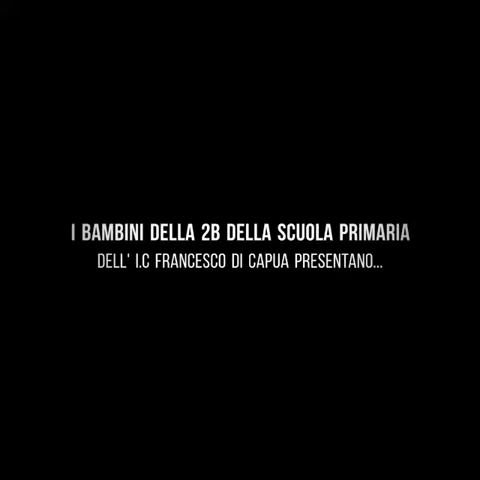 I BAMBINI DELLA 2B DELLA SCUOLA PRIMARIA
DELL' I.C FRANCESCO DI CAPUA PRESENTANO...